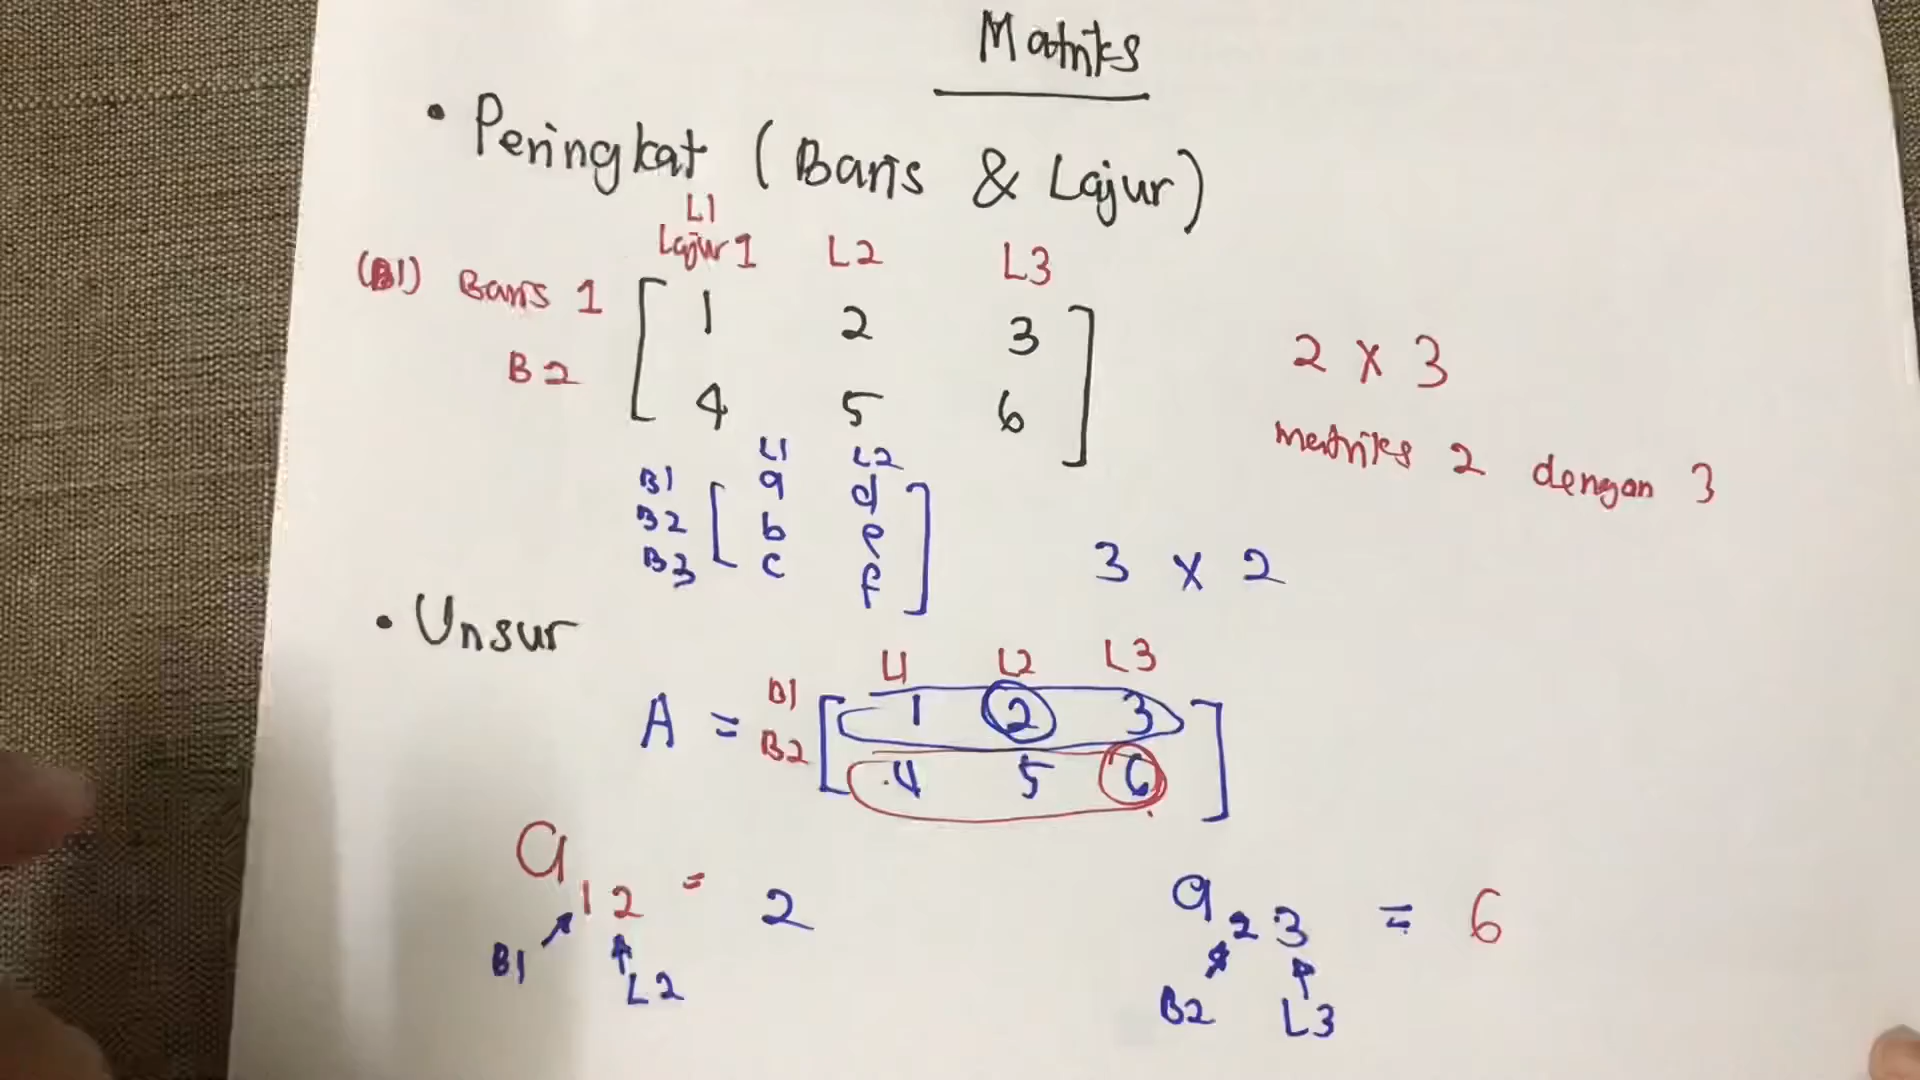 Matriks
• Peringkat (Baris & Lajur)
L1
Lajur 1 L2 L3
(B1) Baris 1 [ 1 2 3 ]
B2 4 5 6
2 x 3
matriks 2 dengan 3
L1 L2
B1 a d
B2 b e
B3 c f
3 x 2
• Unsur
L1 L2 L3
A = B1 [ 1 2 3 ]
B2 4 5 6
a12 = 2
B1 L2
a23 = 6
B2 L3